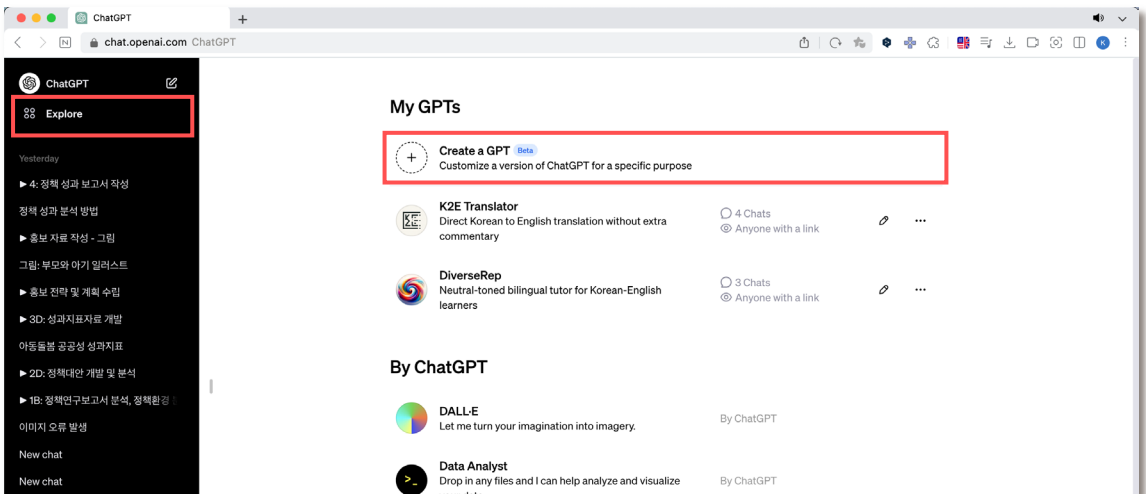 ChatGPT
chat.openai.com ChatGPT
ChatGPT
Explore
Yesterday
▶ 4: 정책 성과 보고서 작성
정책 성과 분석 방법
▶ 홍보 자료 작성 - 그림
그림: 부모와 아기 일러스트
▶ 홍보 전략 및 계획 수립
▶ 3D: 성과지표자료 개발
아동돌봄 공공성 성과지표
▶ 2D: 정책대안 개발 및 분석
▶ 1B: 정책연구보고서 분석, 정책환경
이미지 오류 발생
New chat
New chat
My GPTs
Create a GPT Beta
Customize a version of ChatGPT for a specific purpose
K2E Translator
Direct Korean to English translation without extra
commentary
4 Chats
Anyone with a link
DiverseRep
Neutral-toned bilingual tutor for Korean-English
learners
3 Chats
Anyone with a link
By ChatGPT
DALL·E
Let me turn your imagination into imagery.
By ChatGPT
Data Analyst
Drop in any files and I can help analyze and visualize
By ChatGPT